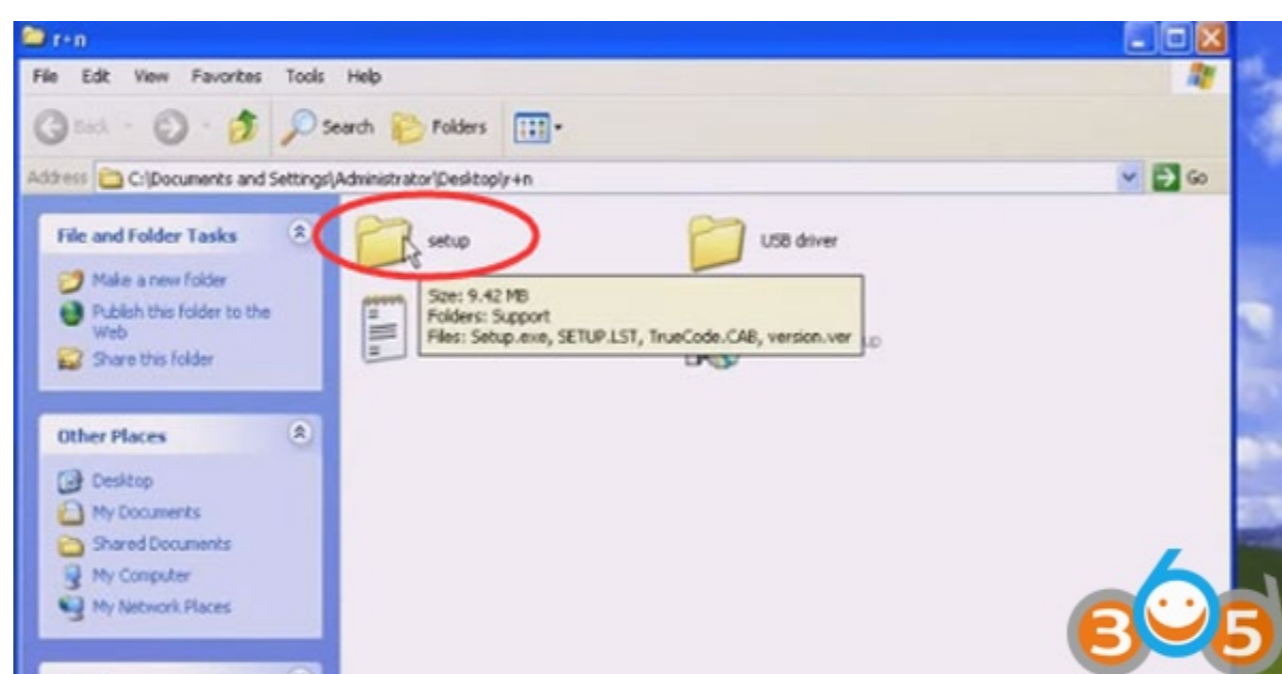 r+n
File Edit View Favorites Tools Help
Back Search Folders
Address C:\Documents and Settings\Administrator\Desktop\r+n Go
File and Folder Tasks
Make a new folder
Publish this folder to the
Web
Share this folder
Other Places
Desktop
My Documents
Shared Documents
My Computer
My Network Places
setup
USB driver
Size: 9.42 MB
Folders: Support
Files: Setup.exe, SETUP.LST, TrueCode.CAB, version.ver
up
365